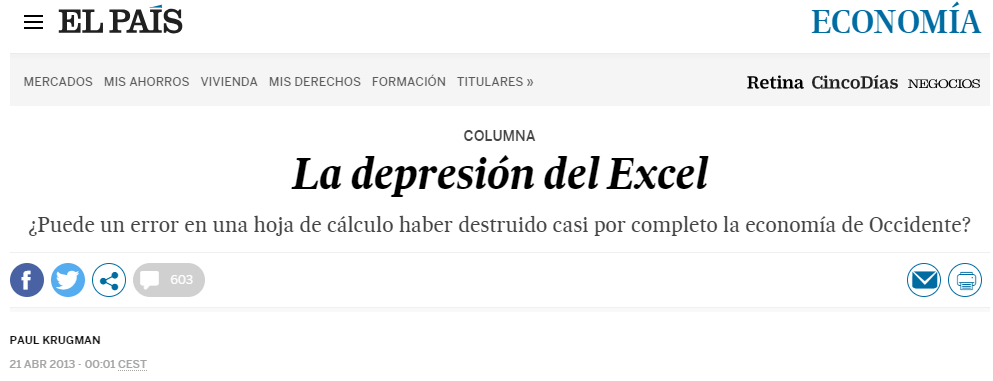 EL PAÍS
ECONOMÍA
MERCADOS MIS AHORROS VIVIENDA MIS DERECHOS FORMACIÓN TITULARES »
Retina CincoDías NEGOCIOS
COLUMNA
La depresión del Excel
¿Puede un error en una hoja de cálculo haber destruido casi por completo la economía de Occidente?
603
PAUL KRUGMAN
21 ABR 2013 - 00:01 CEST